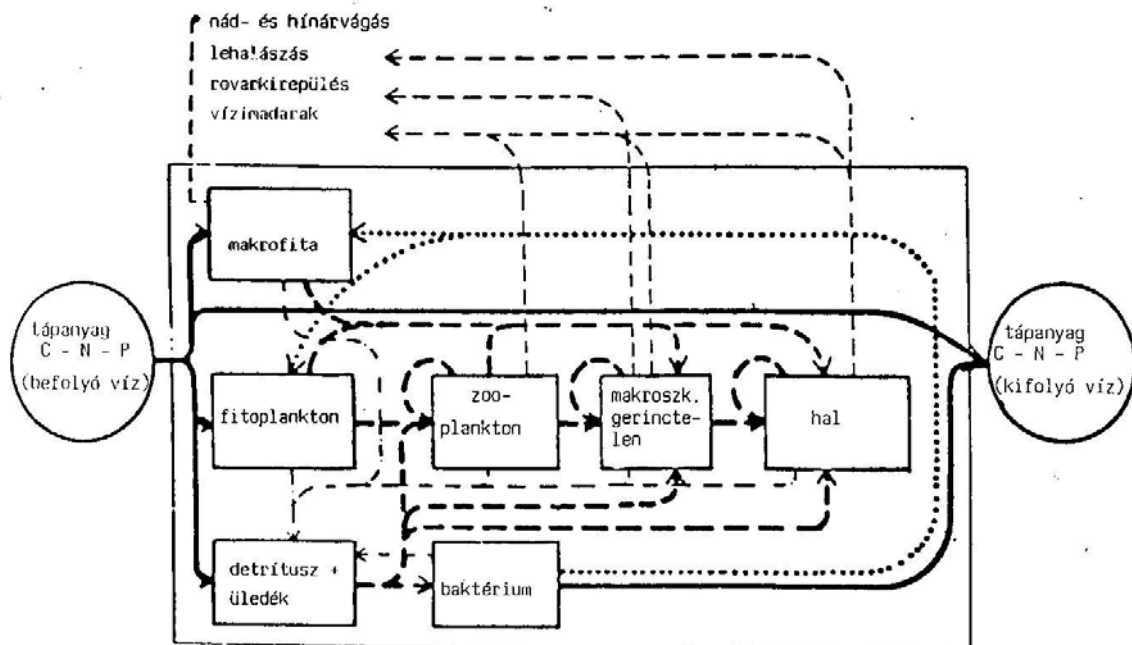 nád- és hínárvágás
lehalászás
rovarkirepülés
vízimadarak
makrofita
tápanyag
C - N - P
(befolyó víz)
tápanyag
C - N - P
(kifolyó víz)
fitoplankton
zoo-
plankton
makroszk.
gerincte-
len
hal
detrítusz +
üledék
baktérium